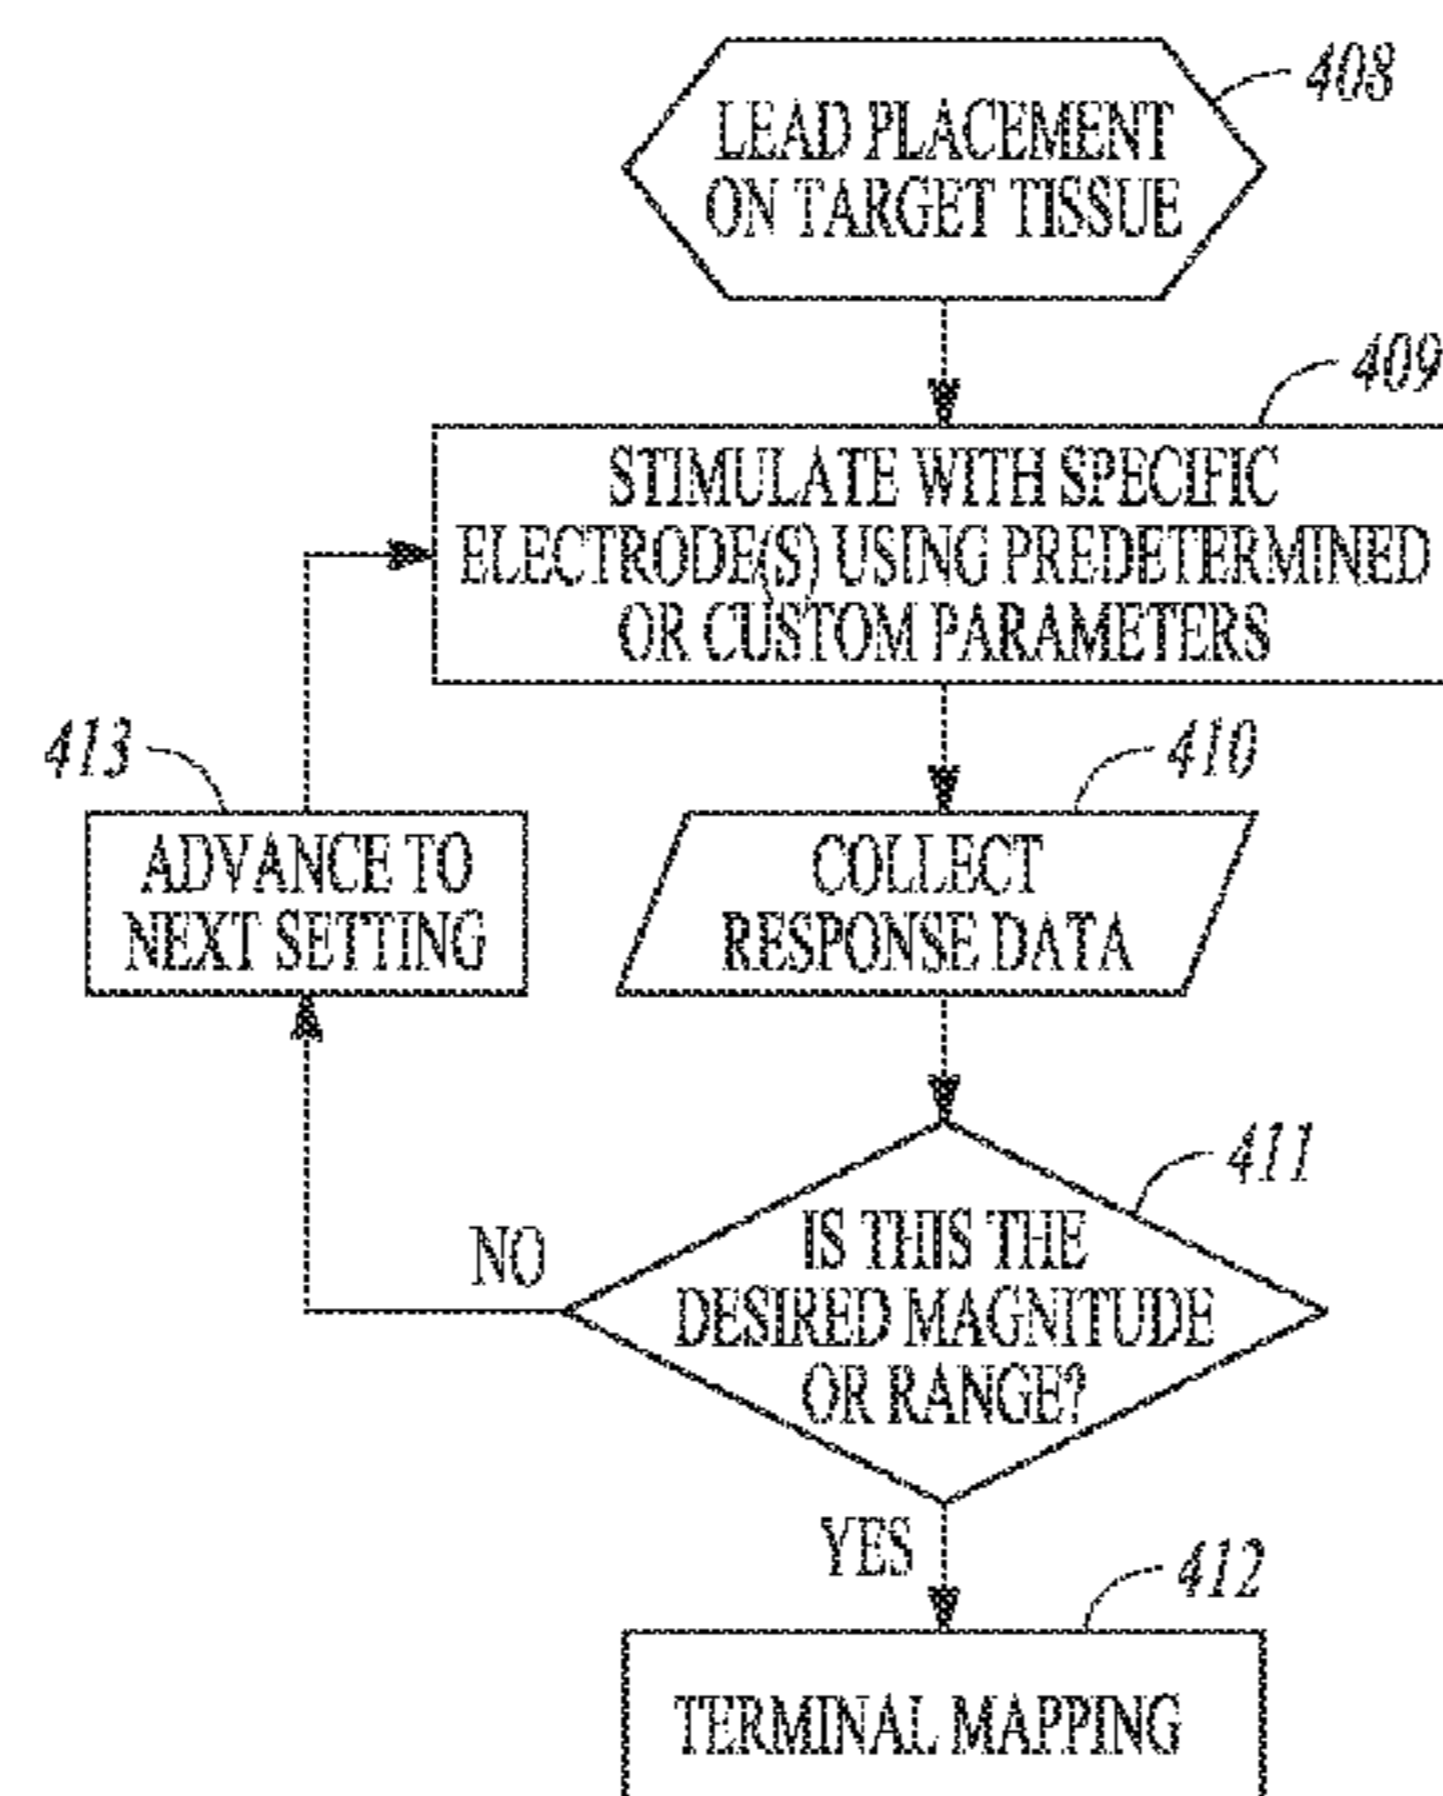 408
LEAD PLACEMENT
ON TARGET TISSUE
409
STIMULATE WITH SPECIFIC
ELECTRODE(S) USING PREDETERMINED
OR CUSTOM PARAMETERS
413
410
ADVANCE TO
NEXT SETTING
COLLECT
RESPONSE DATA
411
NO
IS THIS THE
DESIRED MAGNITUDE
OR RANGE?
YES
412
TERMINAL MAPPING